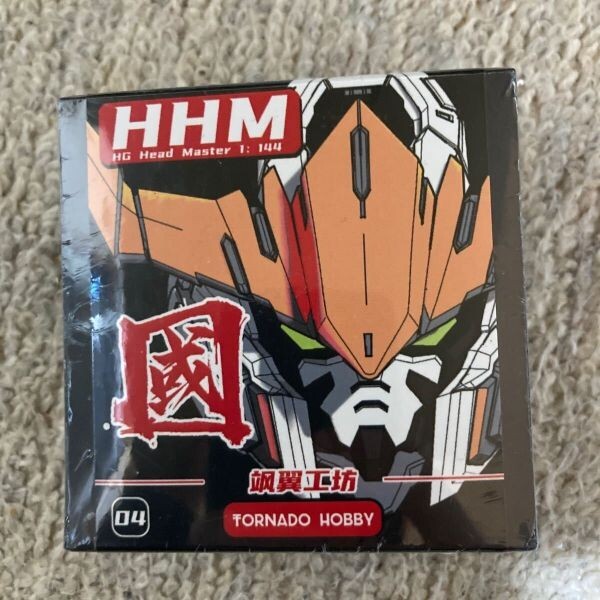 HHM
HG Head Master 1: 144
國
飒翼工坊
04
TORNADO HOBBY